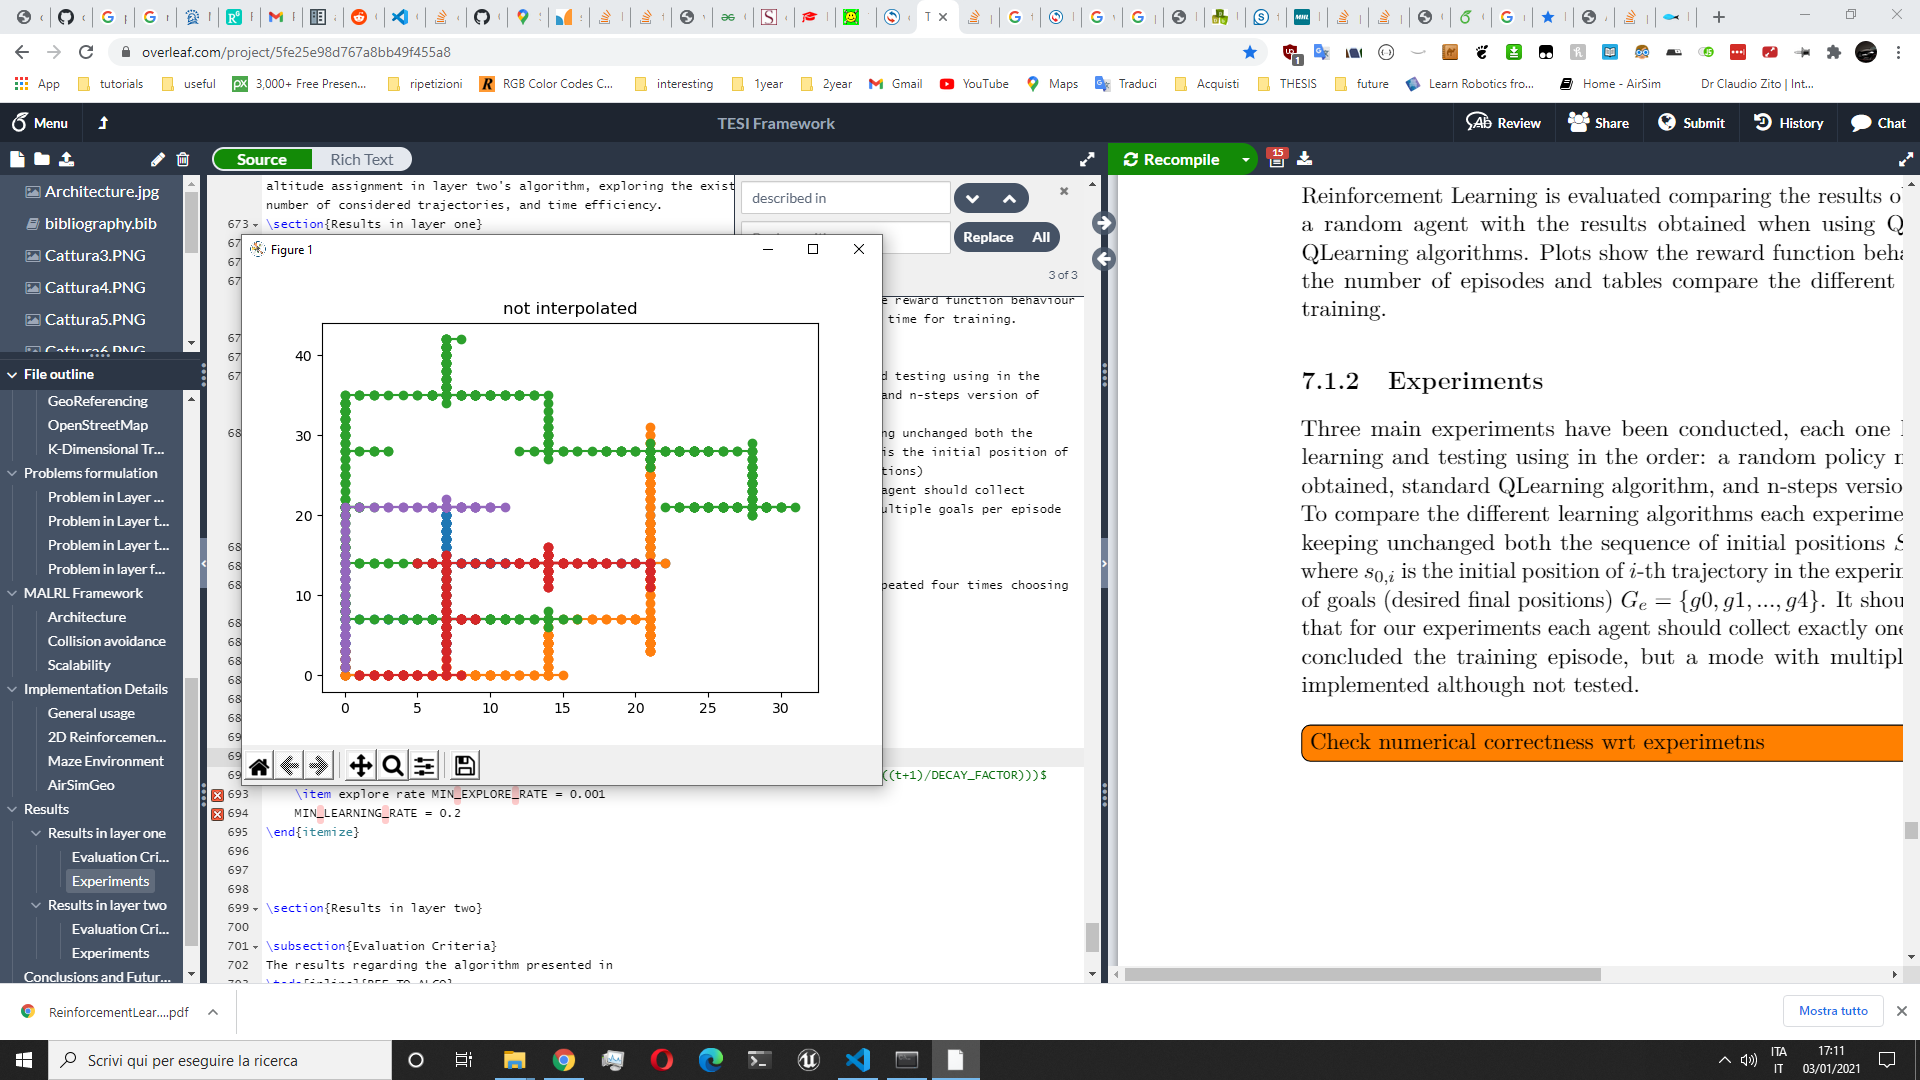 overleaf.com/project/5fe25e98d767a8bb49f455a8
1
App
tutorials
useful
3,000+ Free Presen...
ripetizioni
RGB Color Codes C...
interesting
1year
2year
Gmail
YouTube
Maps
Traduci
Acquisti
THESIS
future
Learn Robotics fro...
Home - AirSim
Dr Claudio Zito | Int...
Menu
TESI Framework
Review
Share
Submit
History
Chat
Source
Rich Text
Recompile
15
Architecture.jpg
bibliography.bib
Cattura3.PNG
Cattura4.PNG
Cattura5.PNG
Cattura6.PNG
File outline
GeoReferencing
OpenStreetMap
K-Dimensional Tr...
Problems formulation
Problem in Layer ...
Problem in Layer t...
Problem in Layer t...
Problem in layer f...
MALRL Framework
Architecture
Collision avoidance
Scalability
Implementation Details
General usage
2D Reinforcemen...
Maze Environment
AirSimGeo
Results
Results in layer one
Evaluation Cri...
Experiments
Results in layer two
Evaluation Cri...
Experiments
Conclusions and Futur...
altitude assignment in layer two's algorithm, exploring the exist
number of considered trajectories, and time efficiency.
673 \section{Results in layer one}
described in
Replace
All
3 of 3
e reward function behaviour
time for training.
d testing using in the
and n-steps version of
ng unchanged both the
is the initial position of
tions)
agent should collect
ultiple goals per episode
peated four times choosing
((t+1)/DECAY_FACTOR)))$
693 \item explore rate MIN_EXPLORE_RATE = 0.001
694 MIN_LEARNING_RATE = 0.2
695 \end{itemize}
696
697
698
699 \section{Results in layer two}
700
701 \subsection{Evaluation Criteria}
702 The results regarding the algorithm presented in
Figure 1
not interpolated
40
30
20
10
0
0 5 10 15 20 25 30
Reinforcement Learning is evaluated comparing the results o
a random agent with the results obtained when using Q
QLearning algorithms. Plots show the reward function beha
the number of episodes and tables compare the different
training.
7.1.2 Experiments
Three main experiments have been conducted, each one
learning and testing using in the order: a random policy
obtained, standard QLearning algorithm, and n-steps versio
To compare the different learning algorithms each experime
keeping unchanged both the sequence of initial positions S
where s0,i is the initial position of i-th trajectory in the experim
of goals (desired final positions) Ge = {g0, g1, ..., g4}. It shou
that for our experiments each agent should collect exactly one
concluded the training episode, but a mode with multipl
implemented although not tested.
Check numerical correctness wrt experimetns
ReinforcementLear....pdf
Mostra tutto
Scrivi qui per eseguire la ricerca
ITA
IT
17:11
03/01/2021